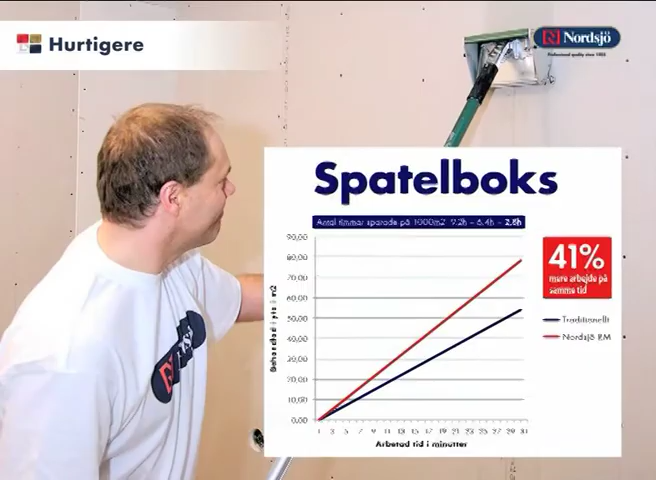 Hurtigere
Nordsjö
Professional quality since 1903
Spatelboks
Antal timmar sparade på 1000m2 9,2h - 6,4h = 2,8h
90,00
80,00
70,00
60,00
50,00
40,00
30,00
20,00
10,00
0,00
1 3 5 7 9 11 13 15 17 19 21 23 25 27 29 31
Arbetad tid i minutter
41%
mere arbejde på
samme tid
Traditionellt
Nordsjö RM